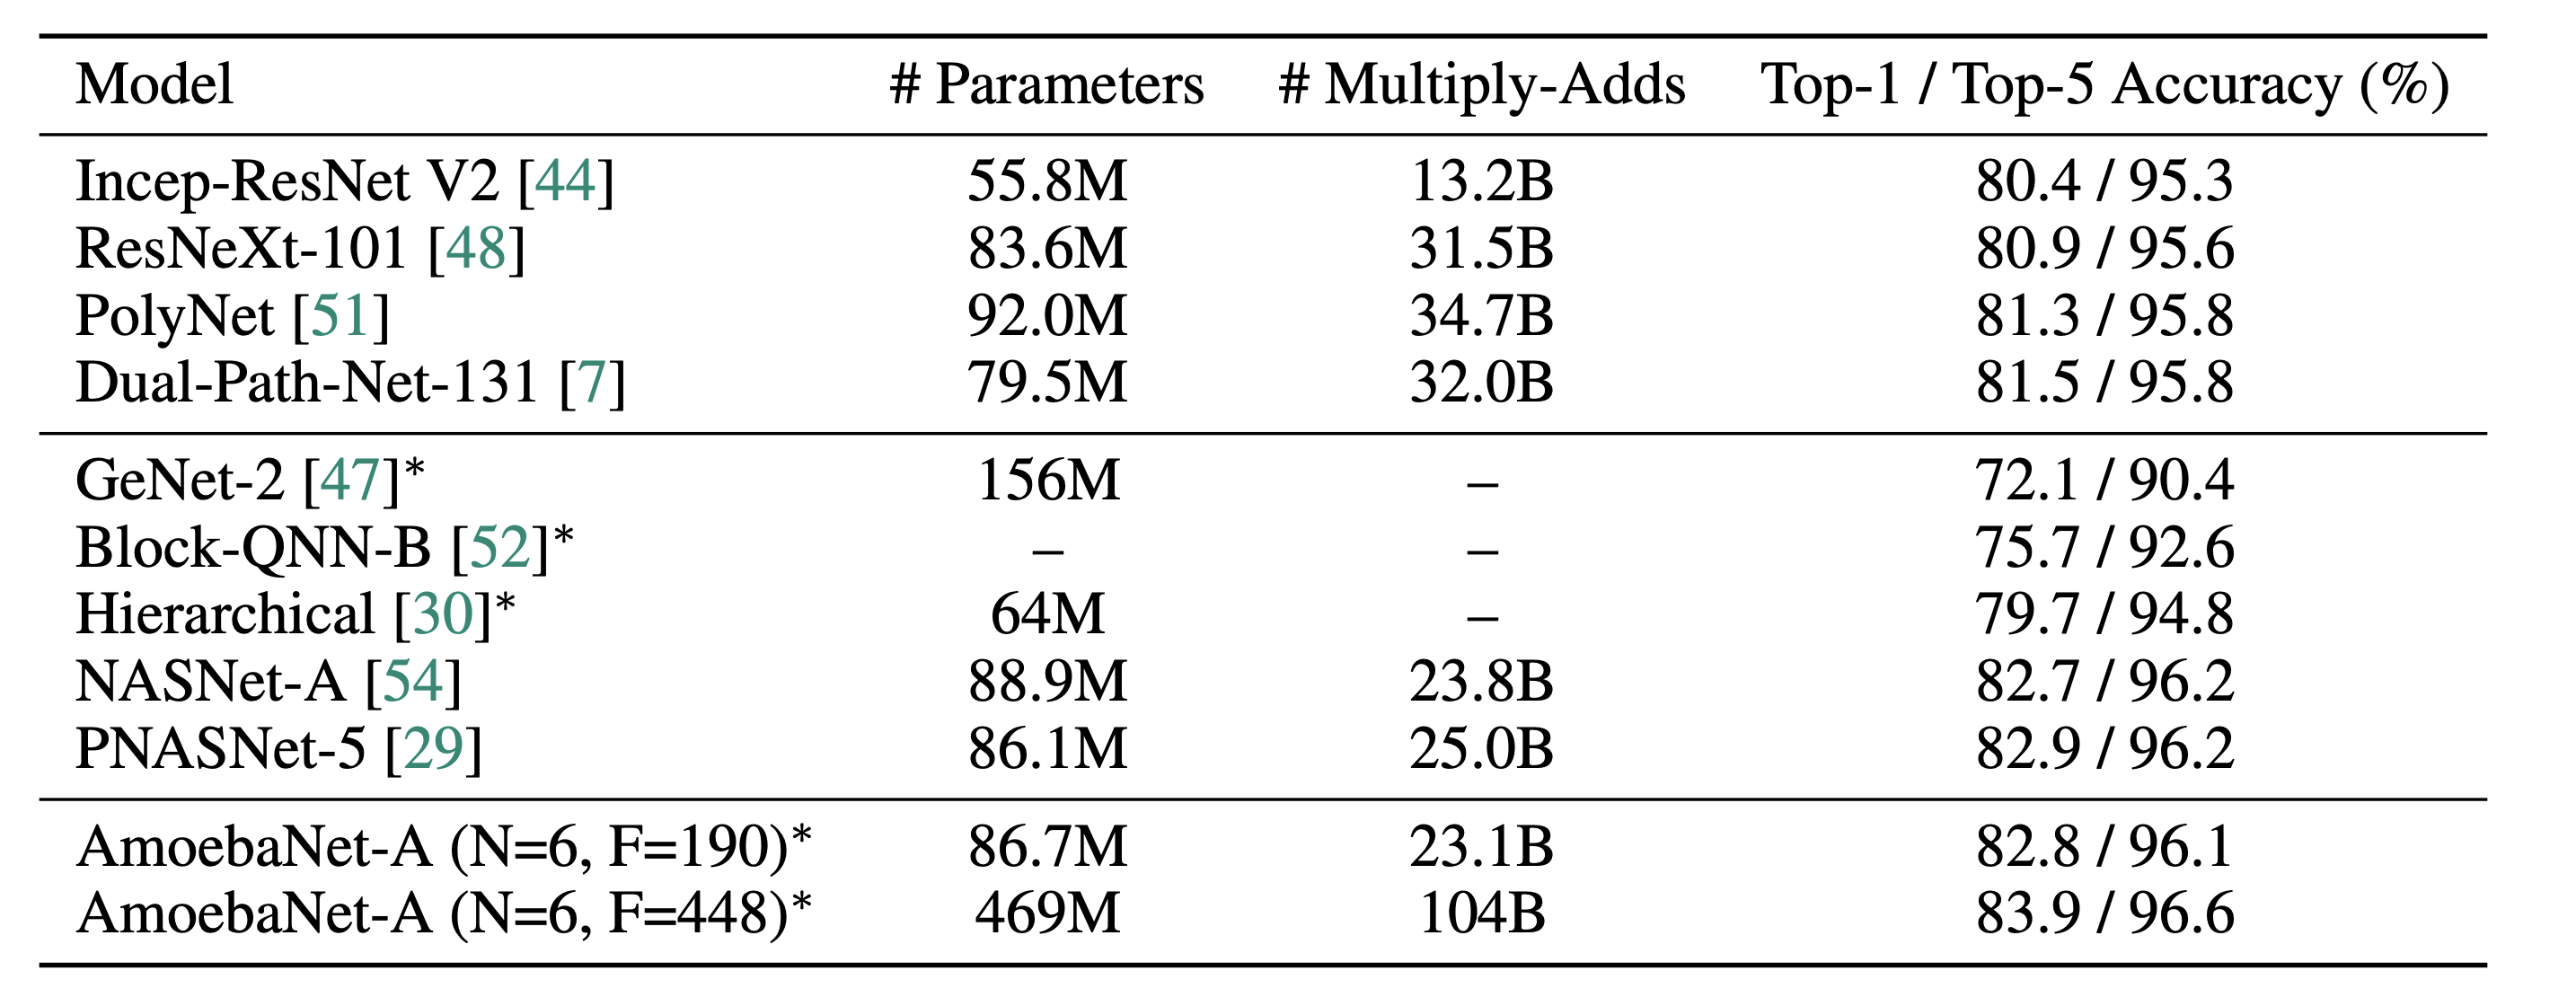 Model # Parameters # Multiply-Adds Top-1 / Top-5 Accuracy (%)
Incep-ResNet V2 [44] 55.8M 13.2B 80.4 / 95.3
ResNeXt-101 [48] 83.6M 31.5B 80.9 / 95.6
PolyNet [51] 92.0M 34.7B 81.3 / 95.8
Dual-Path-Net-131 [7] 79.5M 32.0B 81.5 / 95.8
GeNet-2 [47]* 156M – 72.1 / 90.4
Block-QNN-B [52]* – – 75.7 / 92.6
Hierarchical [30]* 64M – 79.7 / 94.8
NASNet-A [54] 88.9M 23.8B 82.7 / 96.2
PNASNet-5 [29] 86.1M 25.0B 82.9 / 96.2
AmoebaNet-A (N=6, F=190)* 86.7M 23.1B 82.8 / 96.1
AmoebaNet-A (N=6, F=448)* 469M 104B 83.9 / 96.6